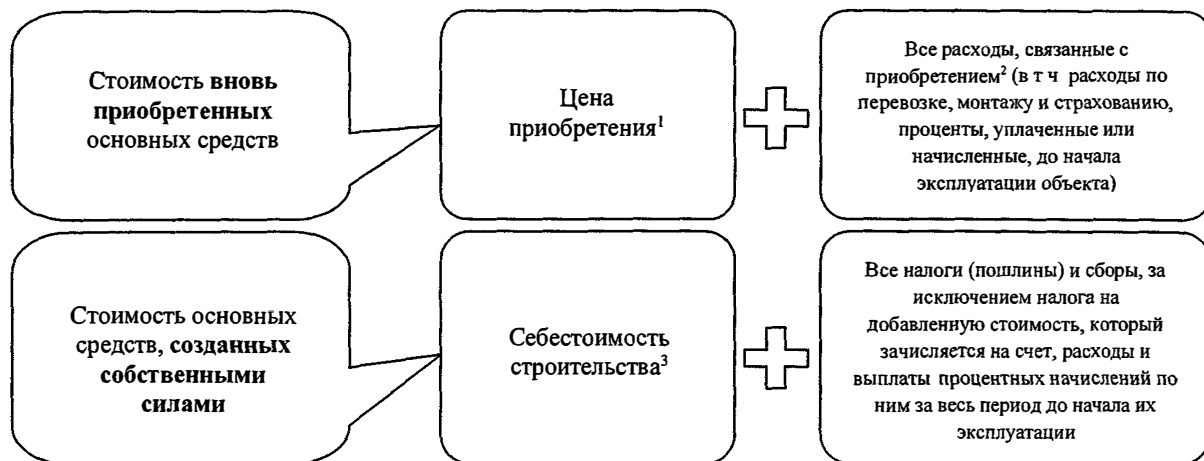 Стоимость вновь
приобретенных
основных средств
Цена
приобретения¹
Все расходы, связанные с
приобретением² (в т ч расходы по
перевозке, монтажу и страхованию,
проценты, уплаченные или
начисленные, до начала
эксплуатации объекта)
Стоимость основных
средств, созданных
собственными
силами
Себестоимость
строительства³
Все налоги (пошлины) и сборы, за
исключением налога на
добавленную стоимость, который
зачисляется на счет, расходы и
выплаты процентных начислений по
ним за весь период до начала их
эксплуатации